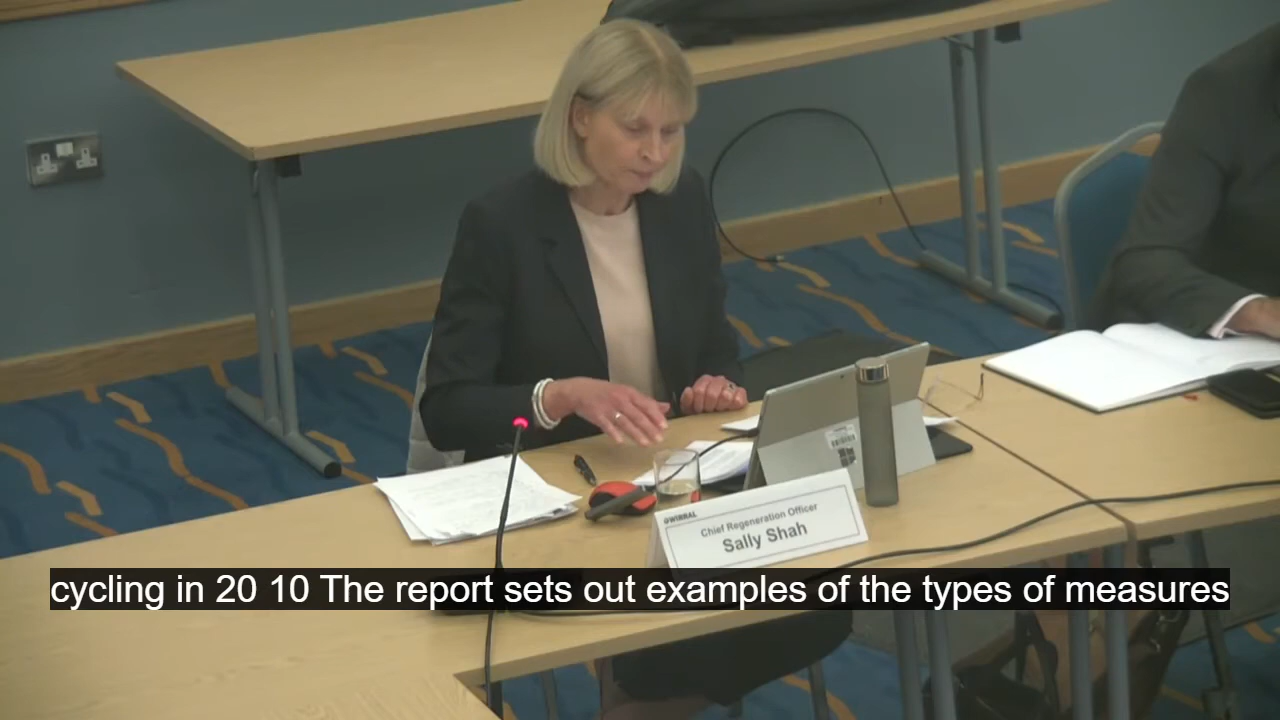 WIRRAL
Chief Regeneration Officer
Sally Shah
cycling in 20 10 The report sets out examples of the types of measures